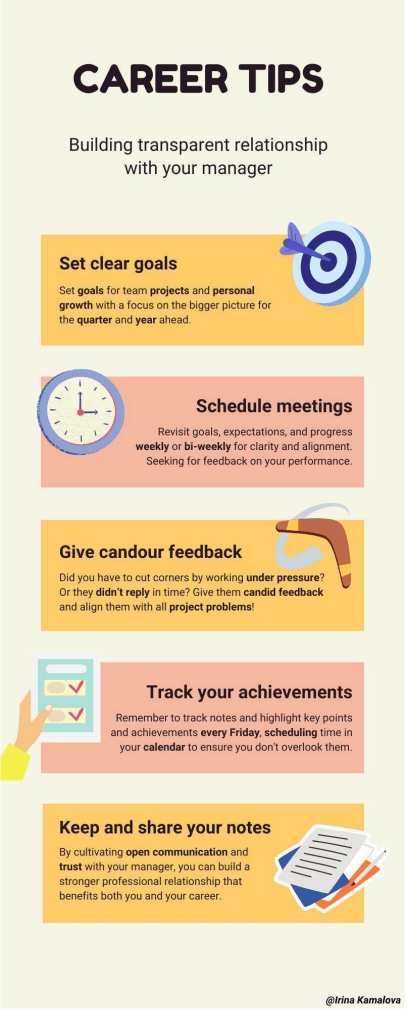 CAREER TIPS
Building transparent relationship
with your manager
Set clear goals
Set goals for team projects and personal
growth with a focus on the bigger picture for
the quarter and year ahead.
Schedule meetings
Revisit goals, expectations, and progress
weekly or bi-weekly for clarity and alignment.
Seeking for feedback on your performance.
Give candour feedback
Did you have to cut corners by working under pressure?
Or they didn't reply in time? Give them candid feedback
and align them with all project problems!
Track your achievements
Remember to track notes and highlight key points
and achievements every Friday, scheduling time in
your calendar to ensure you don't overlook them.
Keep and share your notes
By cultivating open communication and
trust with your manager, you can build a
stronger professional relationship that
benefits both you and your career.
@Irina Kamalova